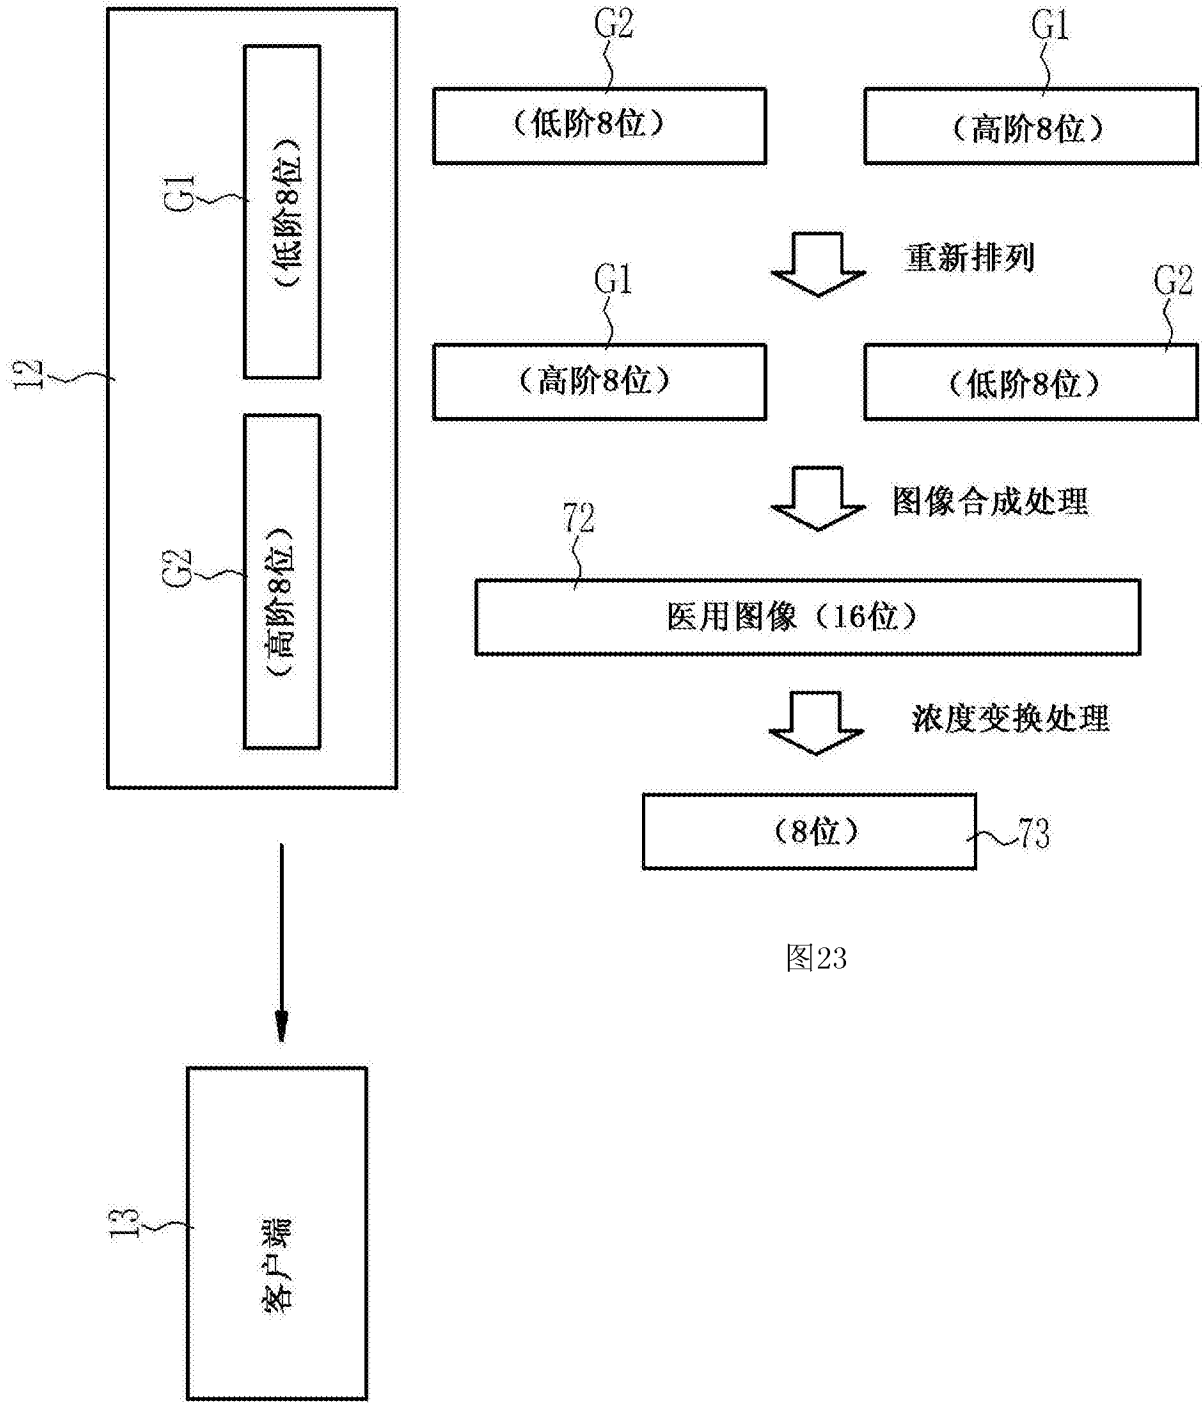 12
G1
(低阶8位)
G2
(高阶8位)
13
客户端
G2
(低阶8位)
G1
(高阶8位)
重新排列
G1
(高阶8位)
G2
(低阶8位)
图像合成处理
72
医用图像(16位)
浓度变换处理
(8位)
73
图23